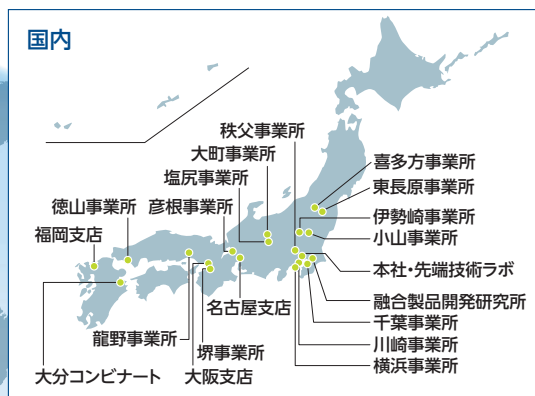 国内
秩父事業所
大町事業所
塩尻事業所
彦根事業所
徳山事業所
福岡支店
喜多方事業所
東長原事業所
伊勢崎事業所
小山事業所
本社・先端技術ラボ
融合製品開発研究所
千葉事業所
川崎事業所
横浜事業所
名古屋支店
龍野事業所
堺事業所
大分コンビナート
大阪支店